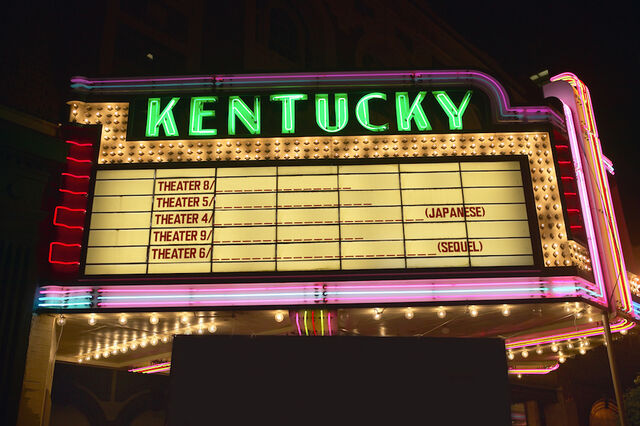 KENTUCKY
THEATER 8/
THEATER 5/
THEATER 4/ (JAPANESE)
THEATER 9/
THEATER 6/ (SEQUEL)